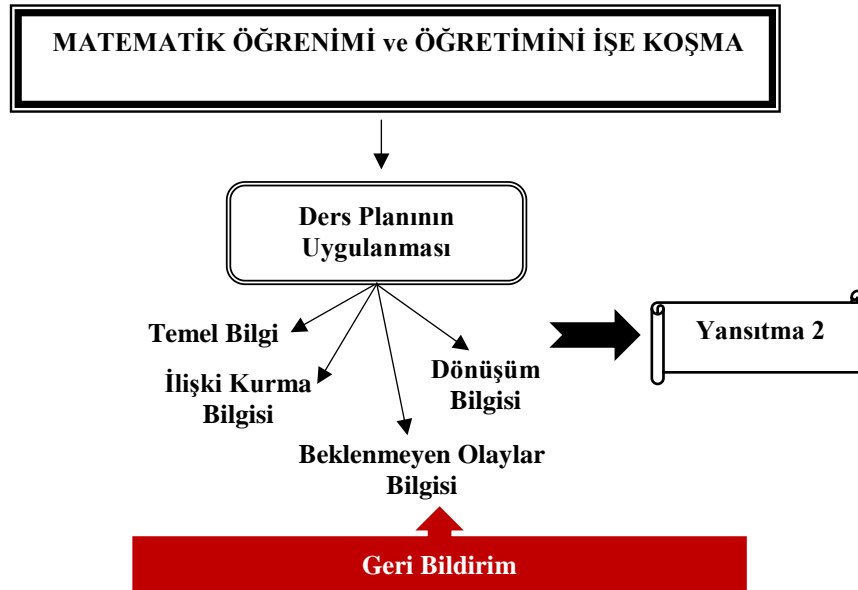 MATEMATİK ÖĞRENİMİ ve ÖĞRETİMİNİ İŞE KOŞMA
Ders Planının
Uygulanması
Temel Bilgi
İlişki Kurma
Bilgisi
Beklenmeyen Olaylar
Bilgisi
Dönüşüm
Bilgisi
Yansıtma 2
Geri Bildirim